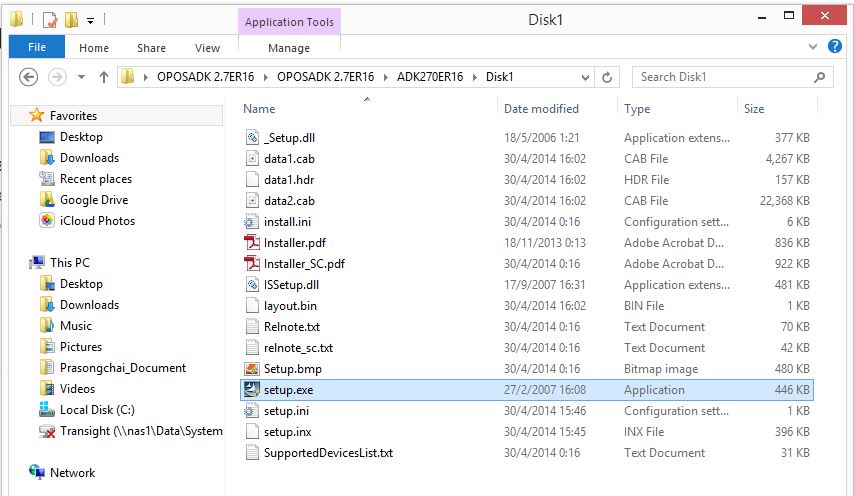 Application Tools
Disk1
File
Home
Share
View
Manage
OPOSADK 2.7ER16
OPOSADK 2.7ER16
ADK270ER16
Disk1
Search Disk1
Favorites
Desktop
Downloads
Recent places
Google Drive
iCloud Photos
This PC
Desktop
Downloads
Music
Pictures
Prasongchai_Document
Videos
Local Disk (C:)
Transight (\\nas1\Data\System
Network
Name Date modified Type Size
_Setup.dll 18/5/2006 1:21 Application extens... 377 KB
data1.cab 30/4/2014 16:02 CAB File 4,267 KB
data1.hdr 30/4/2014 16:02 HDR File 157 KB
data2.cab 30/4/2014 16:02 CAB File 22,368 KB
install.ini 30/4/2014 0:16 Configuration sett... 6 KB
Installer.pdf 18/11/2013 0:13 Adobe Acrobat D... 836 KB
Installer_SC.pdf 30/4/2014 0:16 Adobe Acrobat D... 922 KB
ISSetup.dll 17/9/2007 16:31 Application extens... 481 KB
layout.bin 30/4/2014 16:02 BIN File 1 KB
Relnote.txt 30/4/2014 0:16 Text Document 70 KB
relnote_sc.txt 30/4/2014 0:16 Text Document 42 KB
Setup.bmp 30/4/2014 0:16 Bitmap image 480 KB
setup.exe 27/2/2007 16:08 Application 446 KB
setup.ini 30/4/2014 15:46 Configuration sett... 1 KB
setup.inx 30/4/2014 15:45 INX File 396 KB
SupportedDevicesList.txt 30/4/2014 0:16 Text Document 31 KB